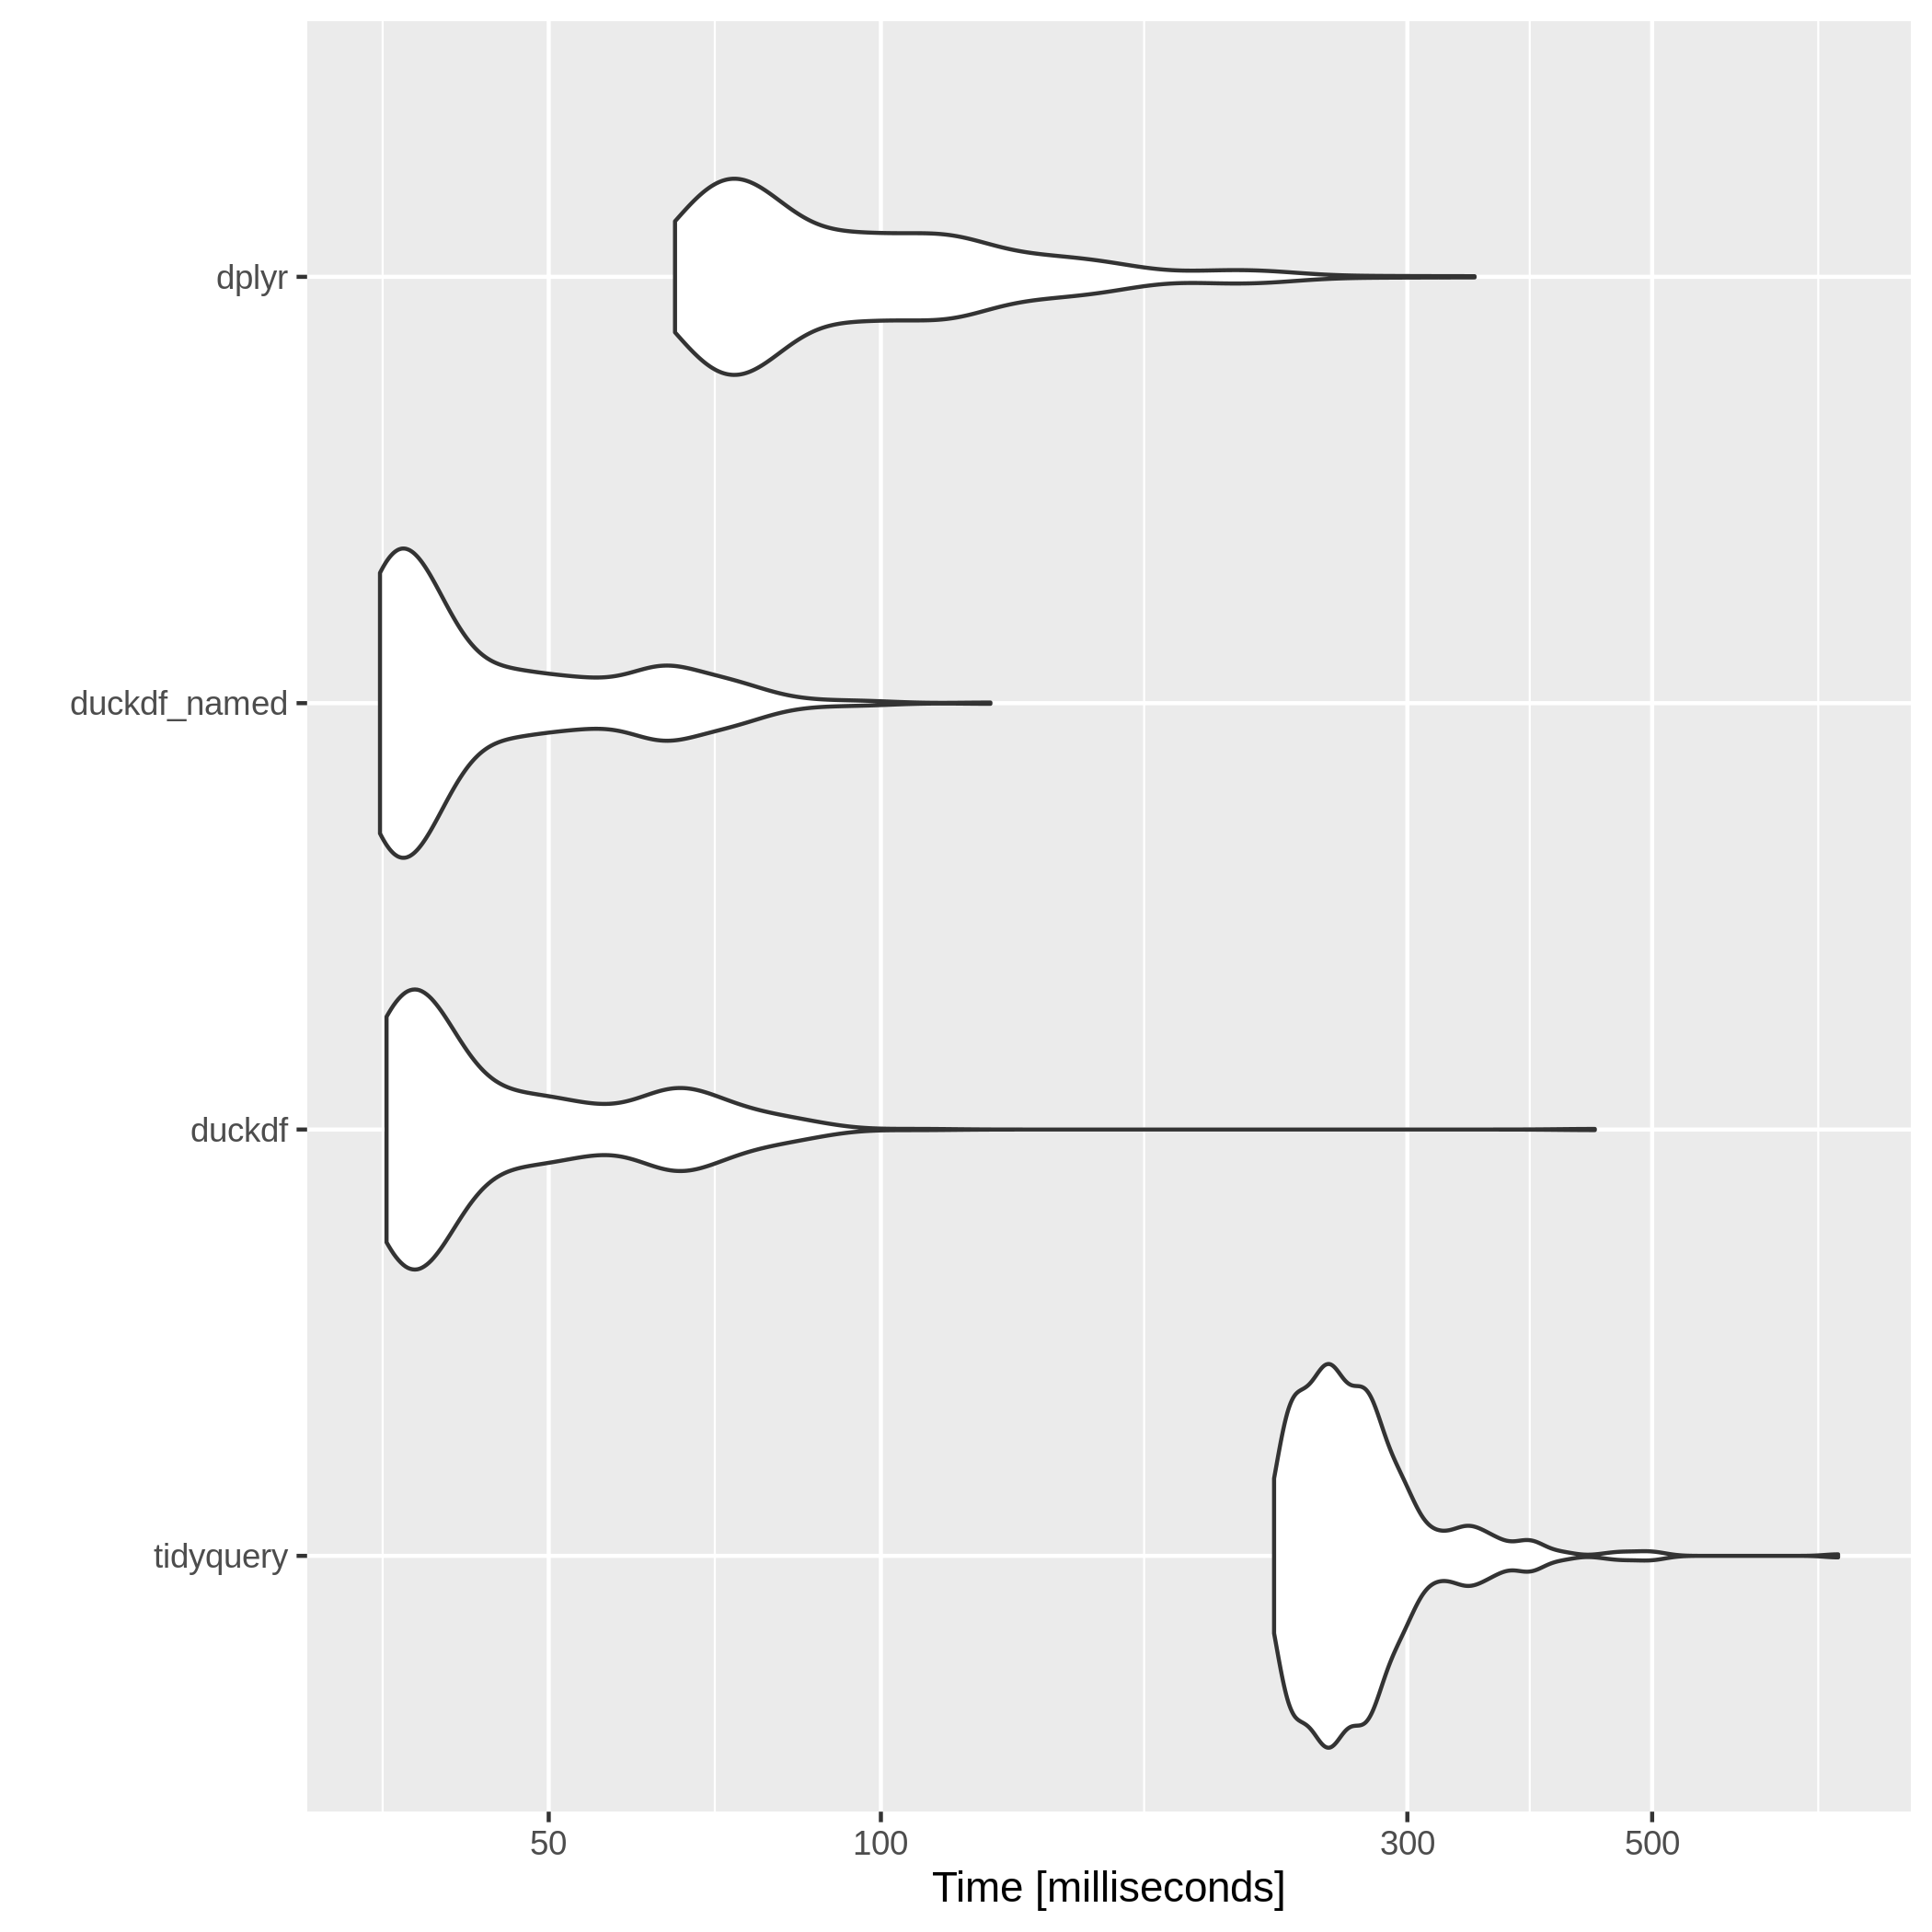 dplyr
duckdf_named
duckdf
tidyquery
50 100 300 500
Time [milliseconds]